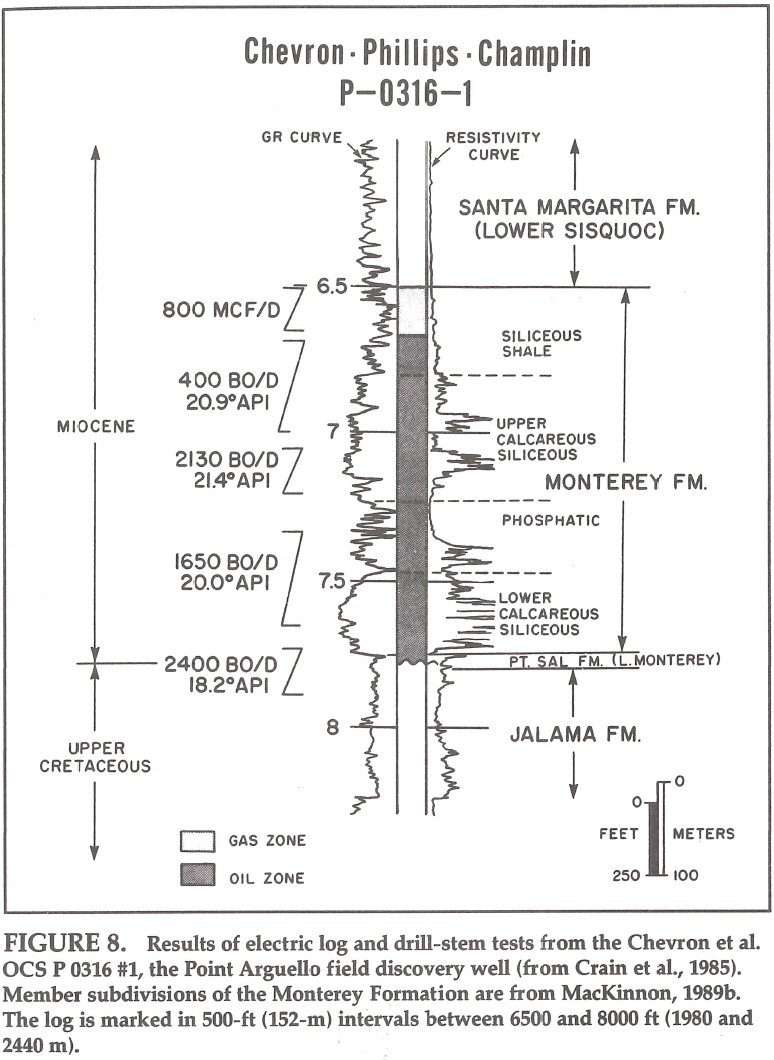 Chevron · Phillips · Champlin
P-0316-1
GR CURVE
RESISTIVITY
CURVE
SANTA MARGARITA FM.
(LOWER SISQUOC)
6.5
800 MCF/D
SILICEOUS
SHALE
400 BO/D
20.9°API
MIOCENE
7
UPPER
CALCAREOUS
SILICEOUS
2130 BO/D
21.4°API
MONTEREY FM.
PHOSPHATIC
1650 BO/D
20.0°API
7.5
LOWER
CALCAREOUS
SILICEOUS
2400 BO/D
18.2°API
PT. SAL FM. (L. MONTEREY)
8
JALAMA FM.
UPPER
CRETACEOUS
0
0
FEET
METERS
250
100
GAS ZONE
OIL ZONE
FIGURE 8. Results of electric log and drill-stem tests from the Chevron et al.
OCS P 0316 #1, the Point Arguello field discovery well (from Crain et al., 1985).
Member subdivisions of the Monterey Formation are from MacKinnon, 1989b.
The log is marked in 500-ft (152-m) intervals between 6500 and 8000 ft (1980 and
2440 m).